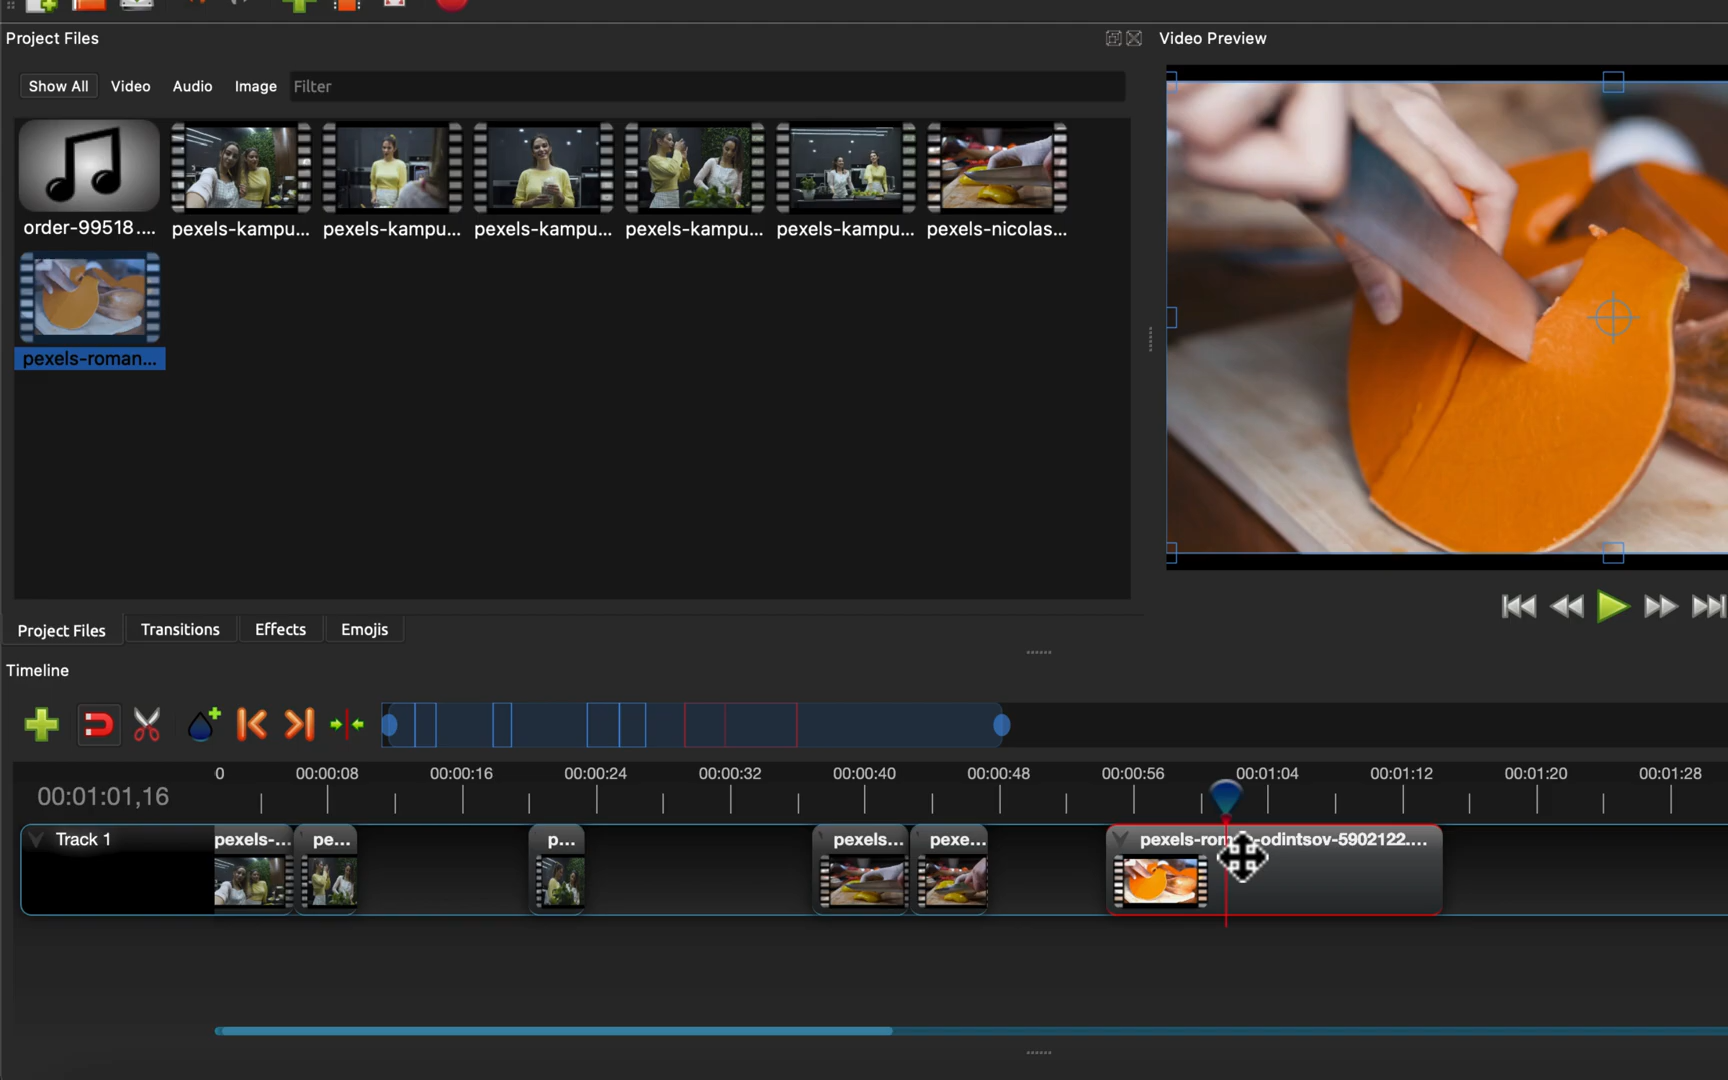 Project Files
Video Preview
Show All Video Audio Image Filter
order-99518.... pexels-kampu... pexels-kampu... pexels-kampu... pexels-kampu... pexels-kampu... pexels-nicolas...
pexels-roman...
Project Files Transitions Effects Emojis
Timeline
0 00:00:08 00:00:16 00:00:24 00:00:32 00:00:40 00:00:48 00:00:56 00:01:04 00:01:12 00:01:20 00:01:28
00:01:01,16
Track 1 pexels-... pe... p... pexels... pexe... -odintsov-5902122....